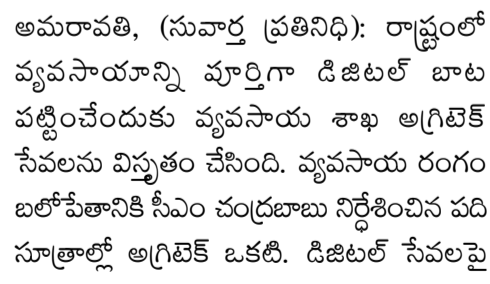 అమరావతి, (సువార్త ప్రతినిధి): రాష్ట్రంలో
వ్యవసాయాన్ని పూర్తిగా డిజిటల్ బాట
పట్టించేందుకు వ్యవసాయ శాఖ అగ్రిటెక్
సేవలను విస్తృతం చేసింది. వ్యవసాయ రంగం
బలోపేతానికి సీఎం చంద్రబాబు నిర్దేశించిన పది
సూత్రాల్లో అగ్రిటెక్ ఒకటి. డిజిటల్ సేవలపై